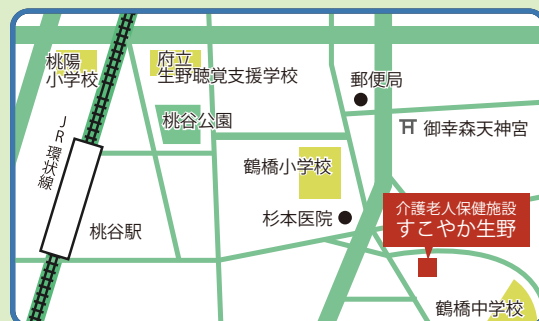 桃陽
小学校
府立
生野聴覚支援学校
郵便局
桃谷公園
御幸森天神宮
JR環状線
鶴橋小学校
介護老人保健施設
すこやか生野
杉本医院
桃谷駅
鶴橋中学校